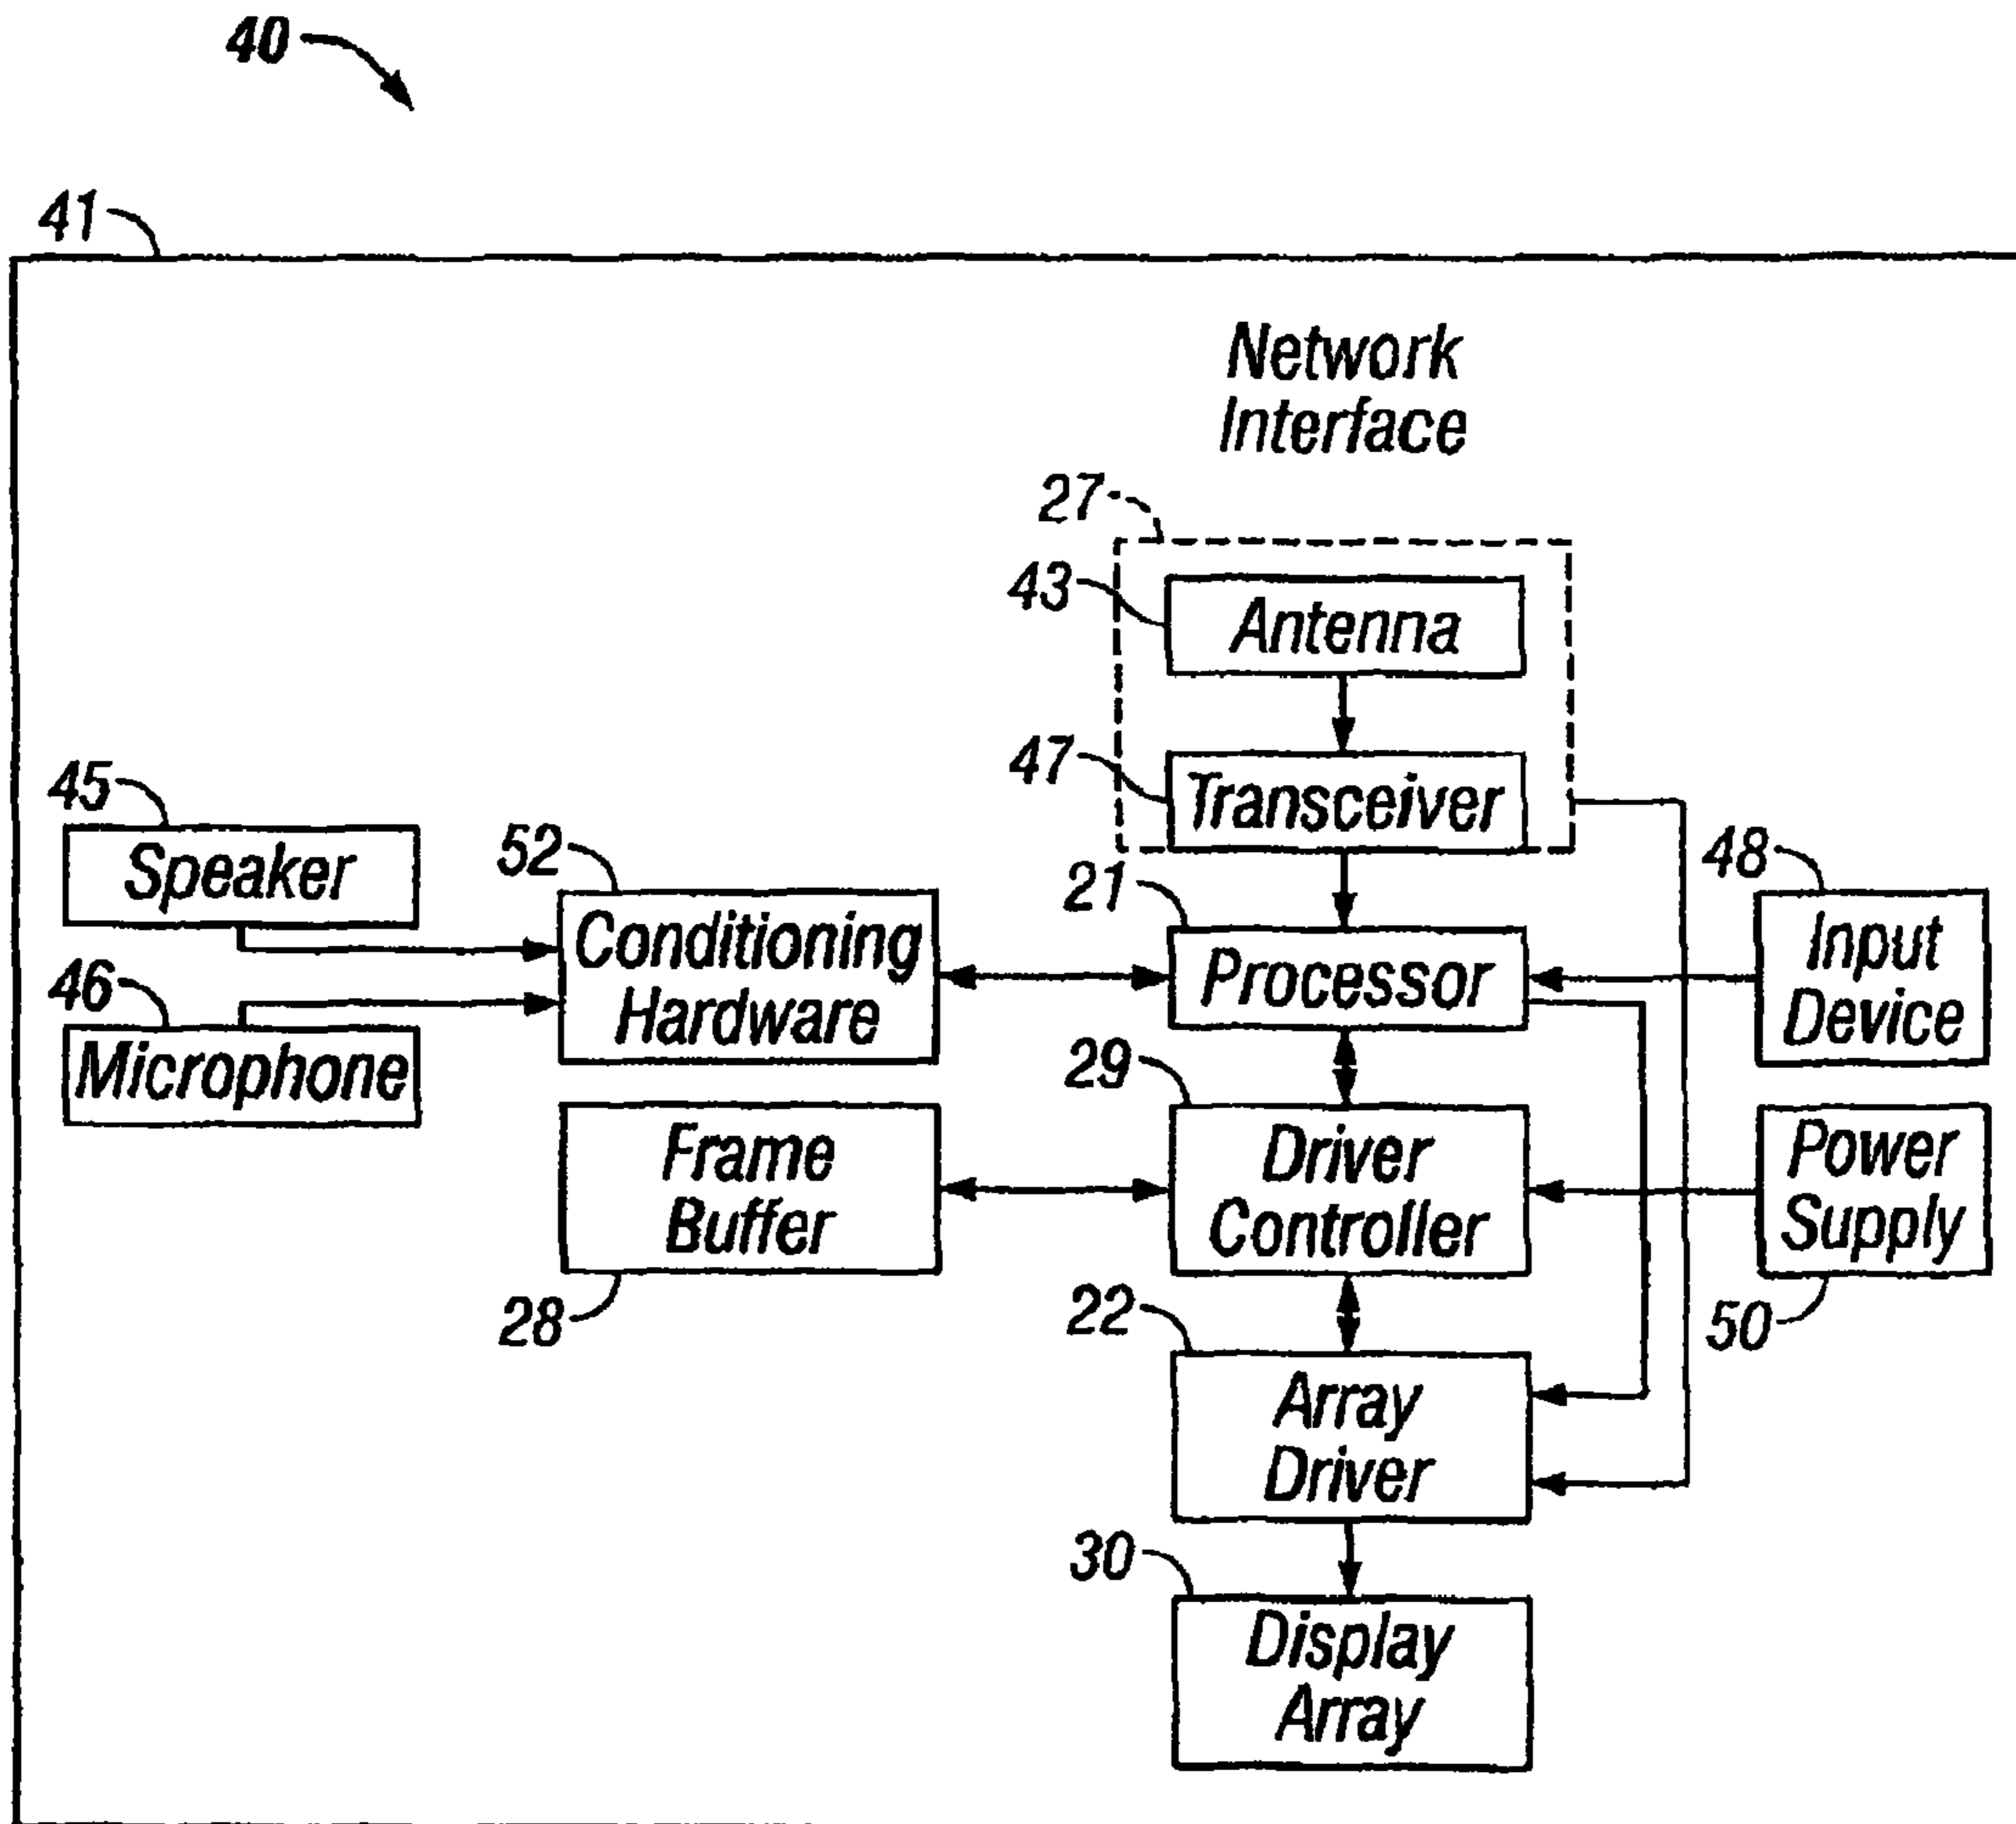 40
41
Network
Interface
27
43
Antenna
47
Transceiver
45
Speaker
52
Conditioning
Hardware
21
Processor
48
Input
Device
46
Microphone
29
Driver
Controller
Frame
Buffer
28
Power
Supply
50
22
Array
Driver
30
Display
Array